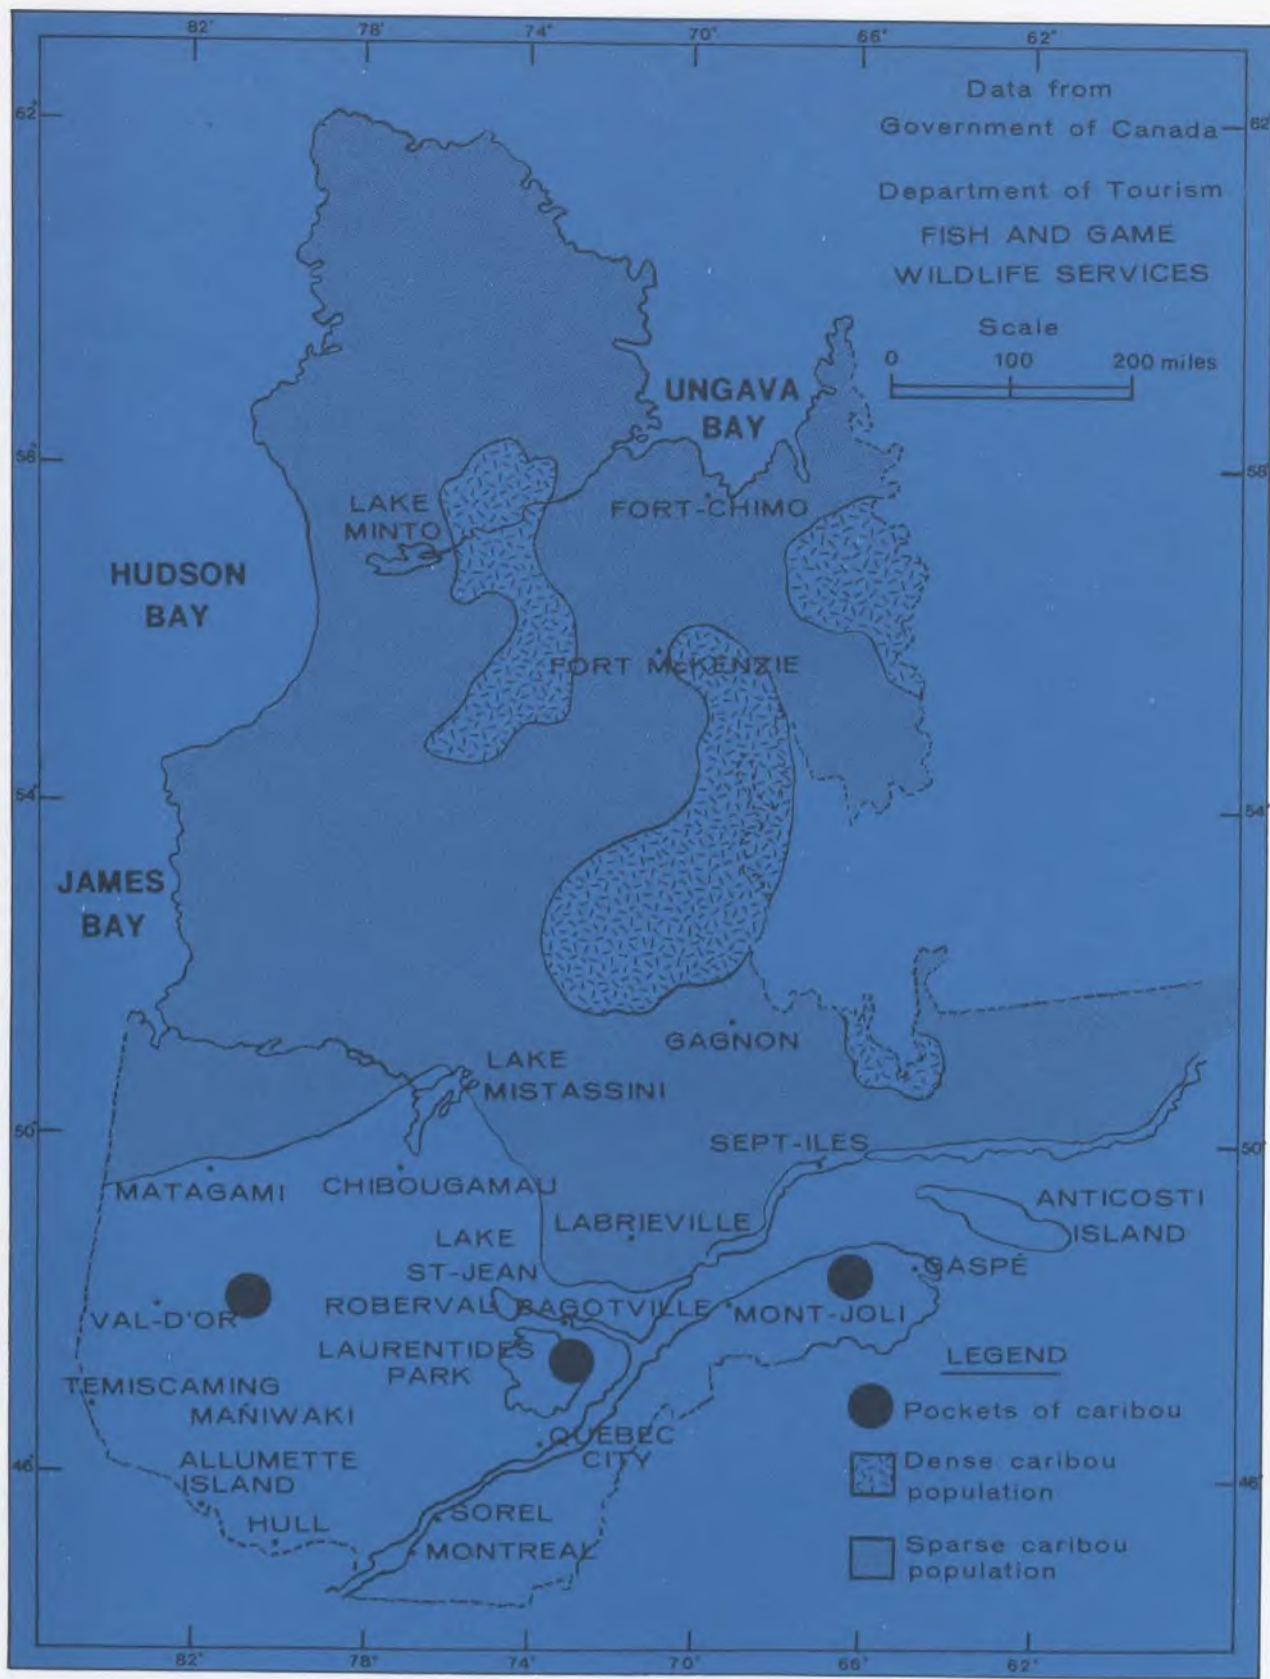 82°
78°
74°
70°
66°
62°
62°
Data from
Government of Canada
62°
Department of Tourism
FISH AND GAME
WILDLIFE SERVICES
Scale
0 100 200 miles
UNGAVA
BAY
58°
58°
LAKE
MINTO
FORT-CHIMO
HUDSON
BAY
FORT McKENZIE
54°
54°
JAMES
BAY
GAGNON
LAKE
MISTASSINI
50°
50°
SEPT-ILES
MATAGAMI
CHIBOUGAMAU
ANTICOSTI
ISLAND
LABRIEVILLE
LAKE
ST-JEAN
GASPÉ
ROBERVAL
BAGOTVILLE
MONT-JOLI
VAL-D'OR
LAURENTIDES
PARK
TEMISCAMING
MANIWAKI
QUEBEC
CITY
ALLUMETTE
ISLAND
46°
46°
HULL
SOREL
MONTREAL
LEGEND
Pockets of caribou
Dense caribou
population
Sparse caribou
population
82°
78°
74°
70°
66°
62°